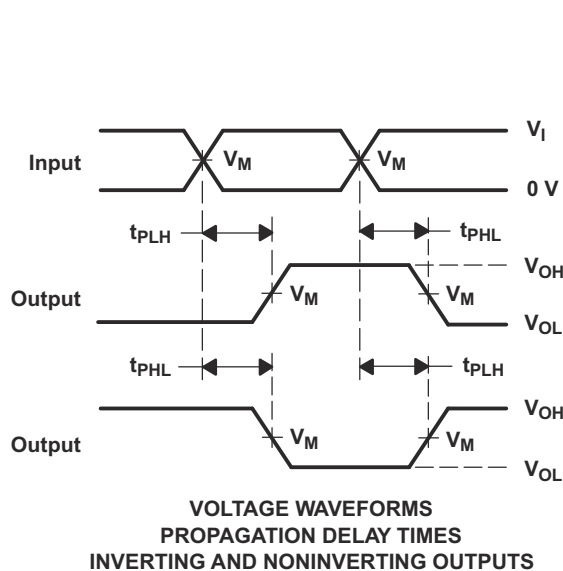 V_I
Input V_M V_M
0 V
t_PLH t_PHL
V_OH
Output V_M V_M
V_OL
t_PHL t_PLH
V_OH
Output V_M V_M
V_OL
VOLTAGE WAVEFORMS
PROPAGATION DELAY TIMES
INVERTING AND NONINVERTING OUTPUTS